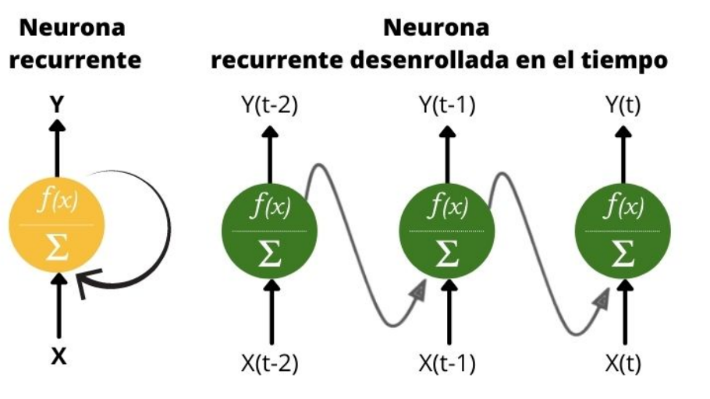 Neurona
recurrente
Neurona
recurrente desenrollada en el tiempo
Y
Y(t-2)
Y(t-1)
Y(t)
f(x)
Σ
f(x)
Σ
f(x)
Σ
f(x)
Σ
X
X(t-2)
X(t-1)
X(t)